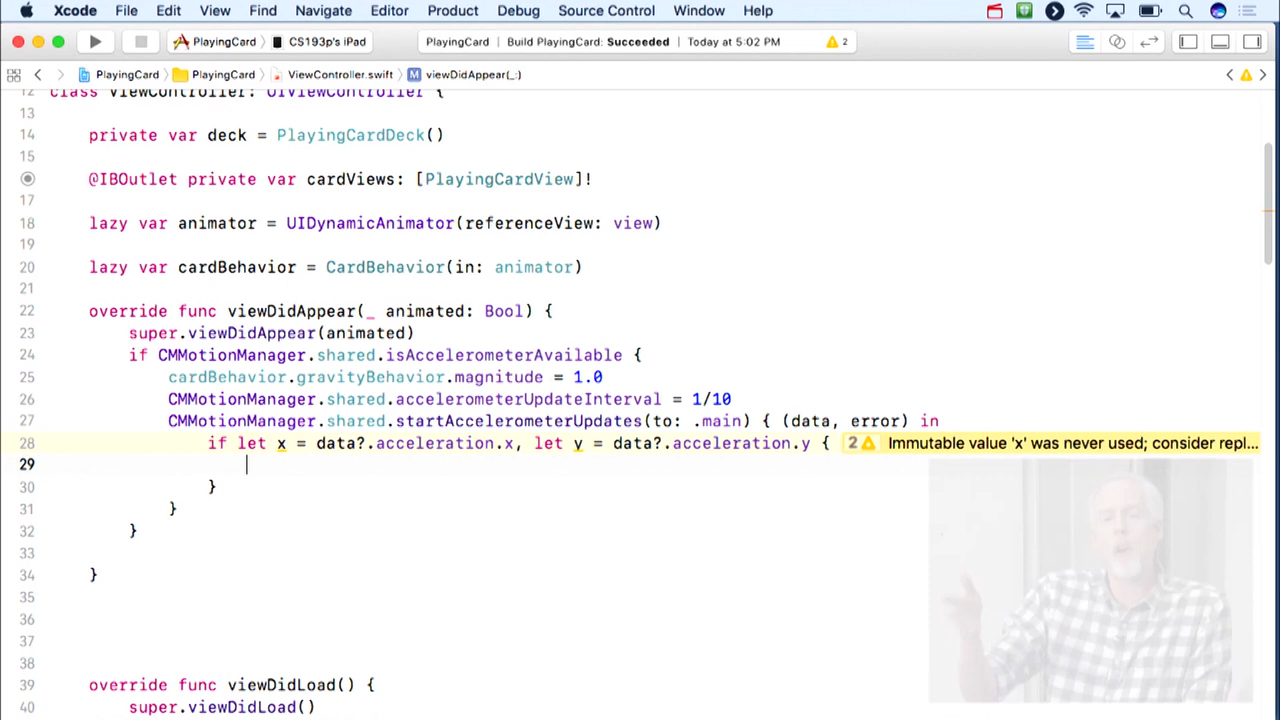 Xcode File Edit View Find Navigate Editor Product Debug Source Control Window Help
PlayingCard CS193p's iPad PlayingCard Build PlayingCard: Succeeded Today at 5:02 PM 2
PlayingCard PlayingCard ViewController.swift M viewDidAppear(_:)
12 class ViewController: UIViewController {
13
14 private var deck = PlayingCardDeck()
15
@IBOutlet private var cardViews: [PlayingCardView]!
17
18 lazy var animator = UIDynamicAnimator(referenceView: view)
19
20 lazy var cardBehavior = CardBehavior(in: animator)
21
22 override func viewDidAppear(_ animated: Bool) {
23 super.viewDidAppear(animated)
24 if CMMotionManager.shared.isAccelerometerAvailable {
25 cardBehavior.gravityBehavior.magnitude = 1.0
26 CMMotionManager.shared.accelerometerUpdateInterval = 1/10
27 CMMotionManager.shared.startAccelerometerUpdates(to: .main) { (data, error) in
28 if let x = data?.acceleration.x, let y = data?.acceleration.y { 2 Immutable value 'x' was never used; consider repl...
29
30 }
31 }
32 }
33
34 }
35
36
37
38
39 override func viewDidLoad() {
40 super.viewDidLoad()